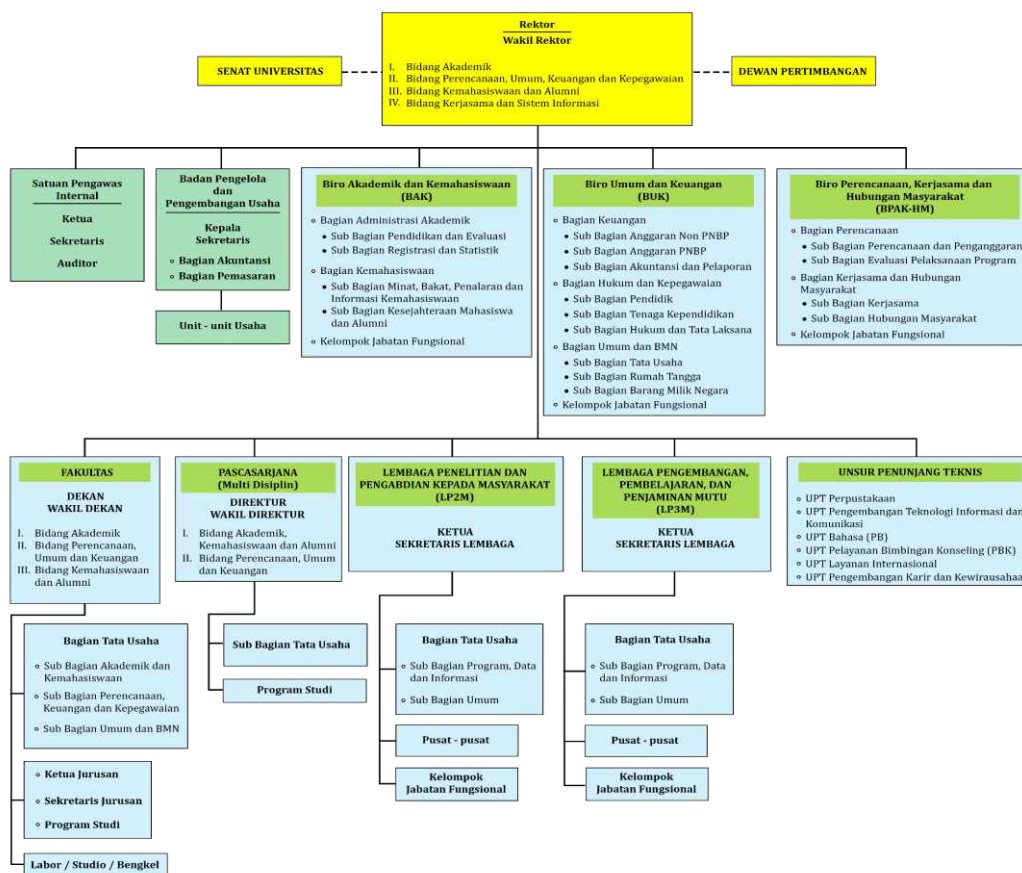 Rektor
Wakil Rektor
I. Bidang Akademik
II. Bidang Perencanaan, Umum, Keuangan dan Kepegawaian
III. Bidang Kemahasiswaan dan Alumni
IV. Bidang Kerjasama dan Sistem Informasi
SENAT UNIVERSITAS
DEWAN PERTIMBANGAN
Satuan Pengawas
Internal
Ketua
Sekretaris
Auditor
Badan Pengelola
dan
Pengembangan Usaha
Kepala
Sekretaris
Bagian Akuntansi
Bagian Pemasaran
Unit - unit Usaha
Biro Akademik dan Kemahasiswaan
(BAK)
Bagian Administrasi Akademik
Sub Bagian Pendidikan dan Evaluasi
Sub Bagian Registrasi dan Statistik
Bagian Kemahasiswaan
Sub Bagian Minat, Bakat, Penalaran dan
Informasi Kemahasiswaan
Sub Bagian Kesejahteraan Mahasiswa
dan Alumni
Kelompok Jabatan Fungsional
Biro Umum dan Keuangan
(BUK)
Bagian Keuangan
Sub Bagian Anggaran Non PNBP
Sub Bagian Anggaran PNBP
Sub Bagian Akuntansi dan Pelaporan
Bagian Hukum dan Kepegawaian
Sub Bagian Pendidik
Sub Bagian Tenaga Kependidikan
Sub Bagian Hukum dan Tata Laksana
Bagian Umum dan BMN
Sub Bagian Tata Usaha
Sub Bagian Rumah Tangga
Sub Bagian Barang Milik Negara
Kelompok Jabatan Fungsional
Biro Perencanaan, Kerjasama dan
Hubungan Masyarakat
(BPAK-HM)
Bagian Perencanaan
Sub Bagian Perencanaan dan Penganggaran
Sub Bagian Evaluasi Pelaksanaan Program
Bagian Kerjasama dan Hubungan
Masyarakat
Sub Bagian Kerjasama
Sub Bagian Hubungan Masyarakat
Kelompok Jabatan Fungsional
FAKULTAS
DEKAN
WAKIL DEKAN
I. Bidang Akademik
II. Bidang Perencanaan,
Umum dan Keuangan
III. Bidang Kemahasiswaan
dan Alumni
Bagian Tata Usaha
Sub Bagian Akademik dan
Kemahasiswaan
Sub Bagian Perencanaan,
Keuangan dan Kepegawaian
Sub Bagian Umum dan BMN
Ketua Jurusan
Sekretaris Jurusan
Program Studi
Labor / Studio / Bengkel
PASCASARJANA
(Multi Disiplin)
DIREKTUR
WAKIL DIREKTUR
I. Bidang Akademik,
Kemahasiswaan dan Alumni
II. Bidang Perencanaan, Umum
dan Keuangan
Sub Bagian Tata Usaha
Program Studi
LEMBAGA PENELITIAN DAN
PENGABDIAN KEPADA MASYARAKAT
(LP2M)
KETUA
SEKRETARIS LEMBAGA
Bagian Tata Usaha
Sub Bagian Program, Data
dan Informasi
Sub Bagian Umum
Pusat - pusat
Kelompok
Jabatan Fungsional
LEMBAGA PENGEMBANGAN,
PEMBELAJARAN, DAN
PENJAMINAN MUTU
(LP3M)
KETUA
SEKRETARIS LEMBAGA
Bagian Tata Usaha
Sub Bagian Program, Data
dan Informasi
Sub Bagian Umum
Pusat - pusat
Kelompok
Jabatan Fungsional
UNSUR PENUNJANG TEKNIS
UPT Perpustakaan
UPT Pengembangan Teknologi Informasi dan
Komunikasi
UPT Bahasa (PB)
UPT Pelayanan Bimbingan Konseling (PBK)
UPT Layanan Internasional
UPT Pengembangan Karir dan Kewirausahaa